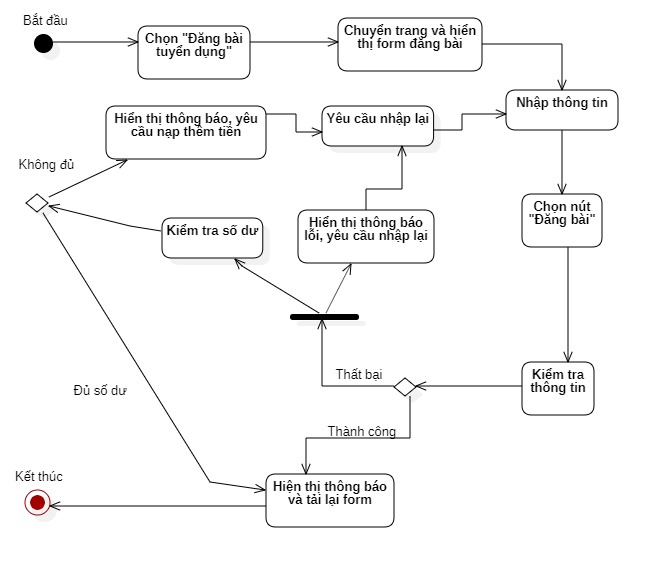 Bắt đầu
Chọn "Đăng bài
tuyển dụng"
Chuyển trang và hiển
thị form đăng bài
Nhập thông tin
Hiển thị thông báo, yêu
cầu nạp thêm tiền
Yêu cầu nhập lại
Không đủ
Kiểm tra số dư
Hiển thị thông báo
lỗi, yêu cầu nhập lại
Chọn nút
"Đăng bài"
Đủ số dư
Thất bại
Kiểm tra
thông tin
Thành công
Kết thúc
Hiện thị thông báo
và tải lại form